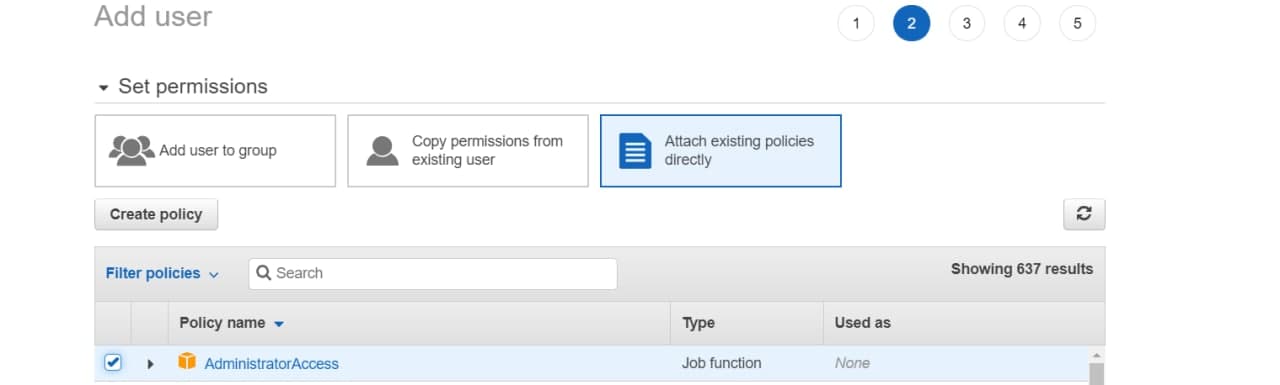 Add user
1 2 3 4 5
Set permissions
Add user to group
Copy permissions from
existing user
Attach existing policies
directly
Create policy
Filter policies
Search
Showing 637 results
Policy name
Type
Used as
AdministratorAccess
Job function
None